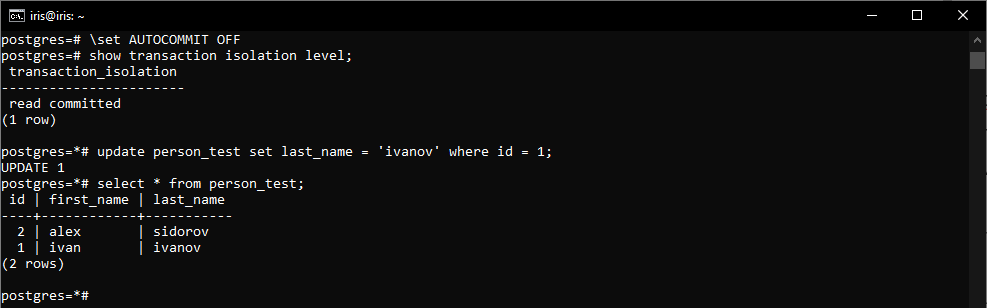 iris@iris: ~
postgres=# \set AUTOCOMMIT OFF
postgres=# show transaction isolation level;
 transaction_isolation
-----------------------
 read committed
(1 row)

postgres=*# update person_test set last_name = 'ivanov' where id = 1;
UPDATE 1
postgres=*# select * from person_test;
 id | first_name | last_name
----+------------+-----------
  2 | alex       | sidorov
  1 | ivan       | ivanov
(2 rows)

postgres=*#